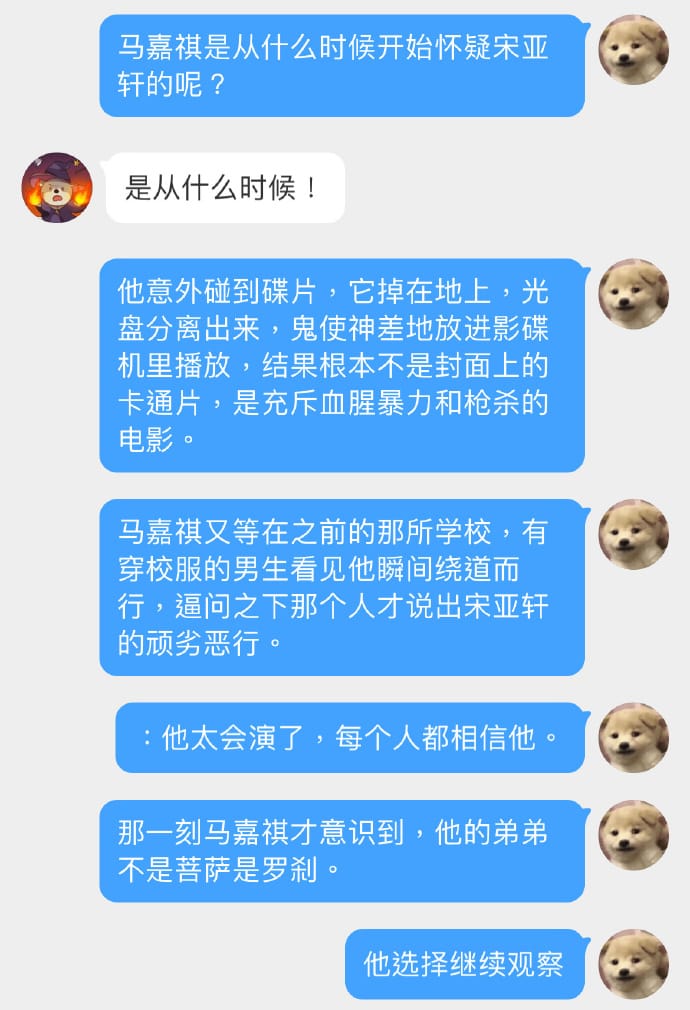 马嘉祺是从什么时候开始怀疑宋亚
轩的呢？
是从什么时候！
他意外碰到碟片，它掉在地上，光
盘分离出来，鬼使神差地放进影碟
机里播放，结果根本不是封面上的
卡通片，是充斥血腥暴力和枪杀的
电影。
马嘉祺又等在之前的那所学校，有
穿校服的男生看见他瞬间绕道而
行，逼问之下那个人才说出宋亚轩
的顽劣恶行。
：他太会演了，每个人都相信他。
那一刻马嘉祺才意识到，他的弟弟
不是菩萨是罗刹。
他选择继续观察